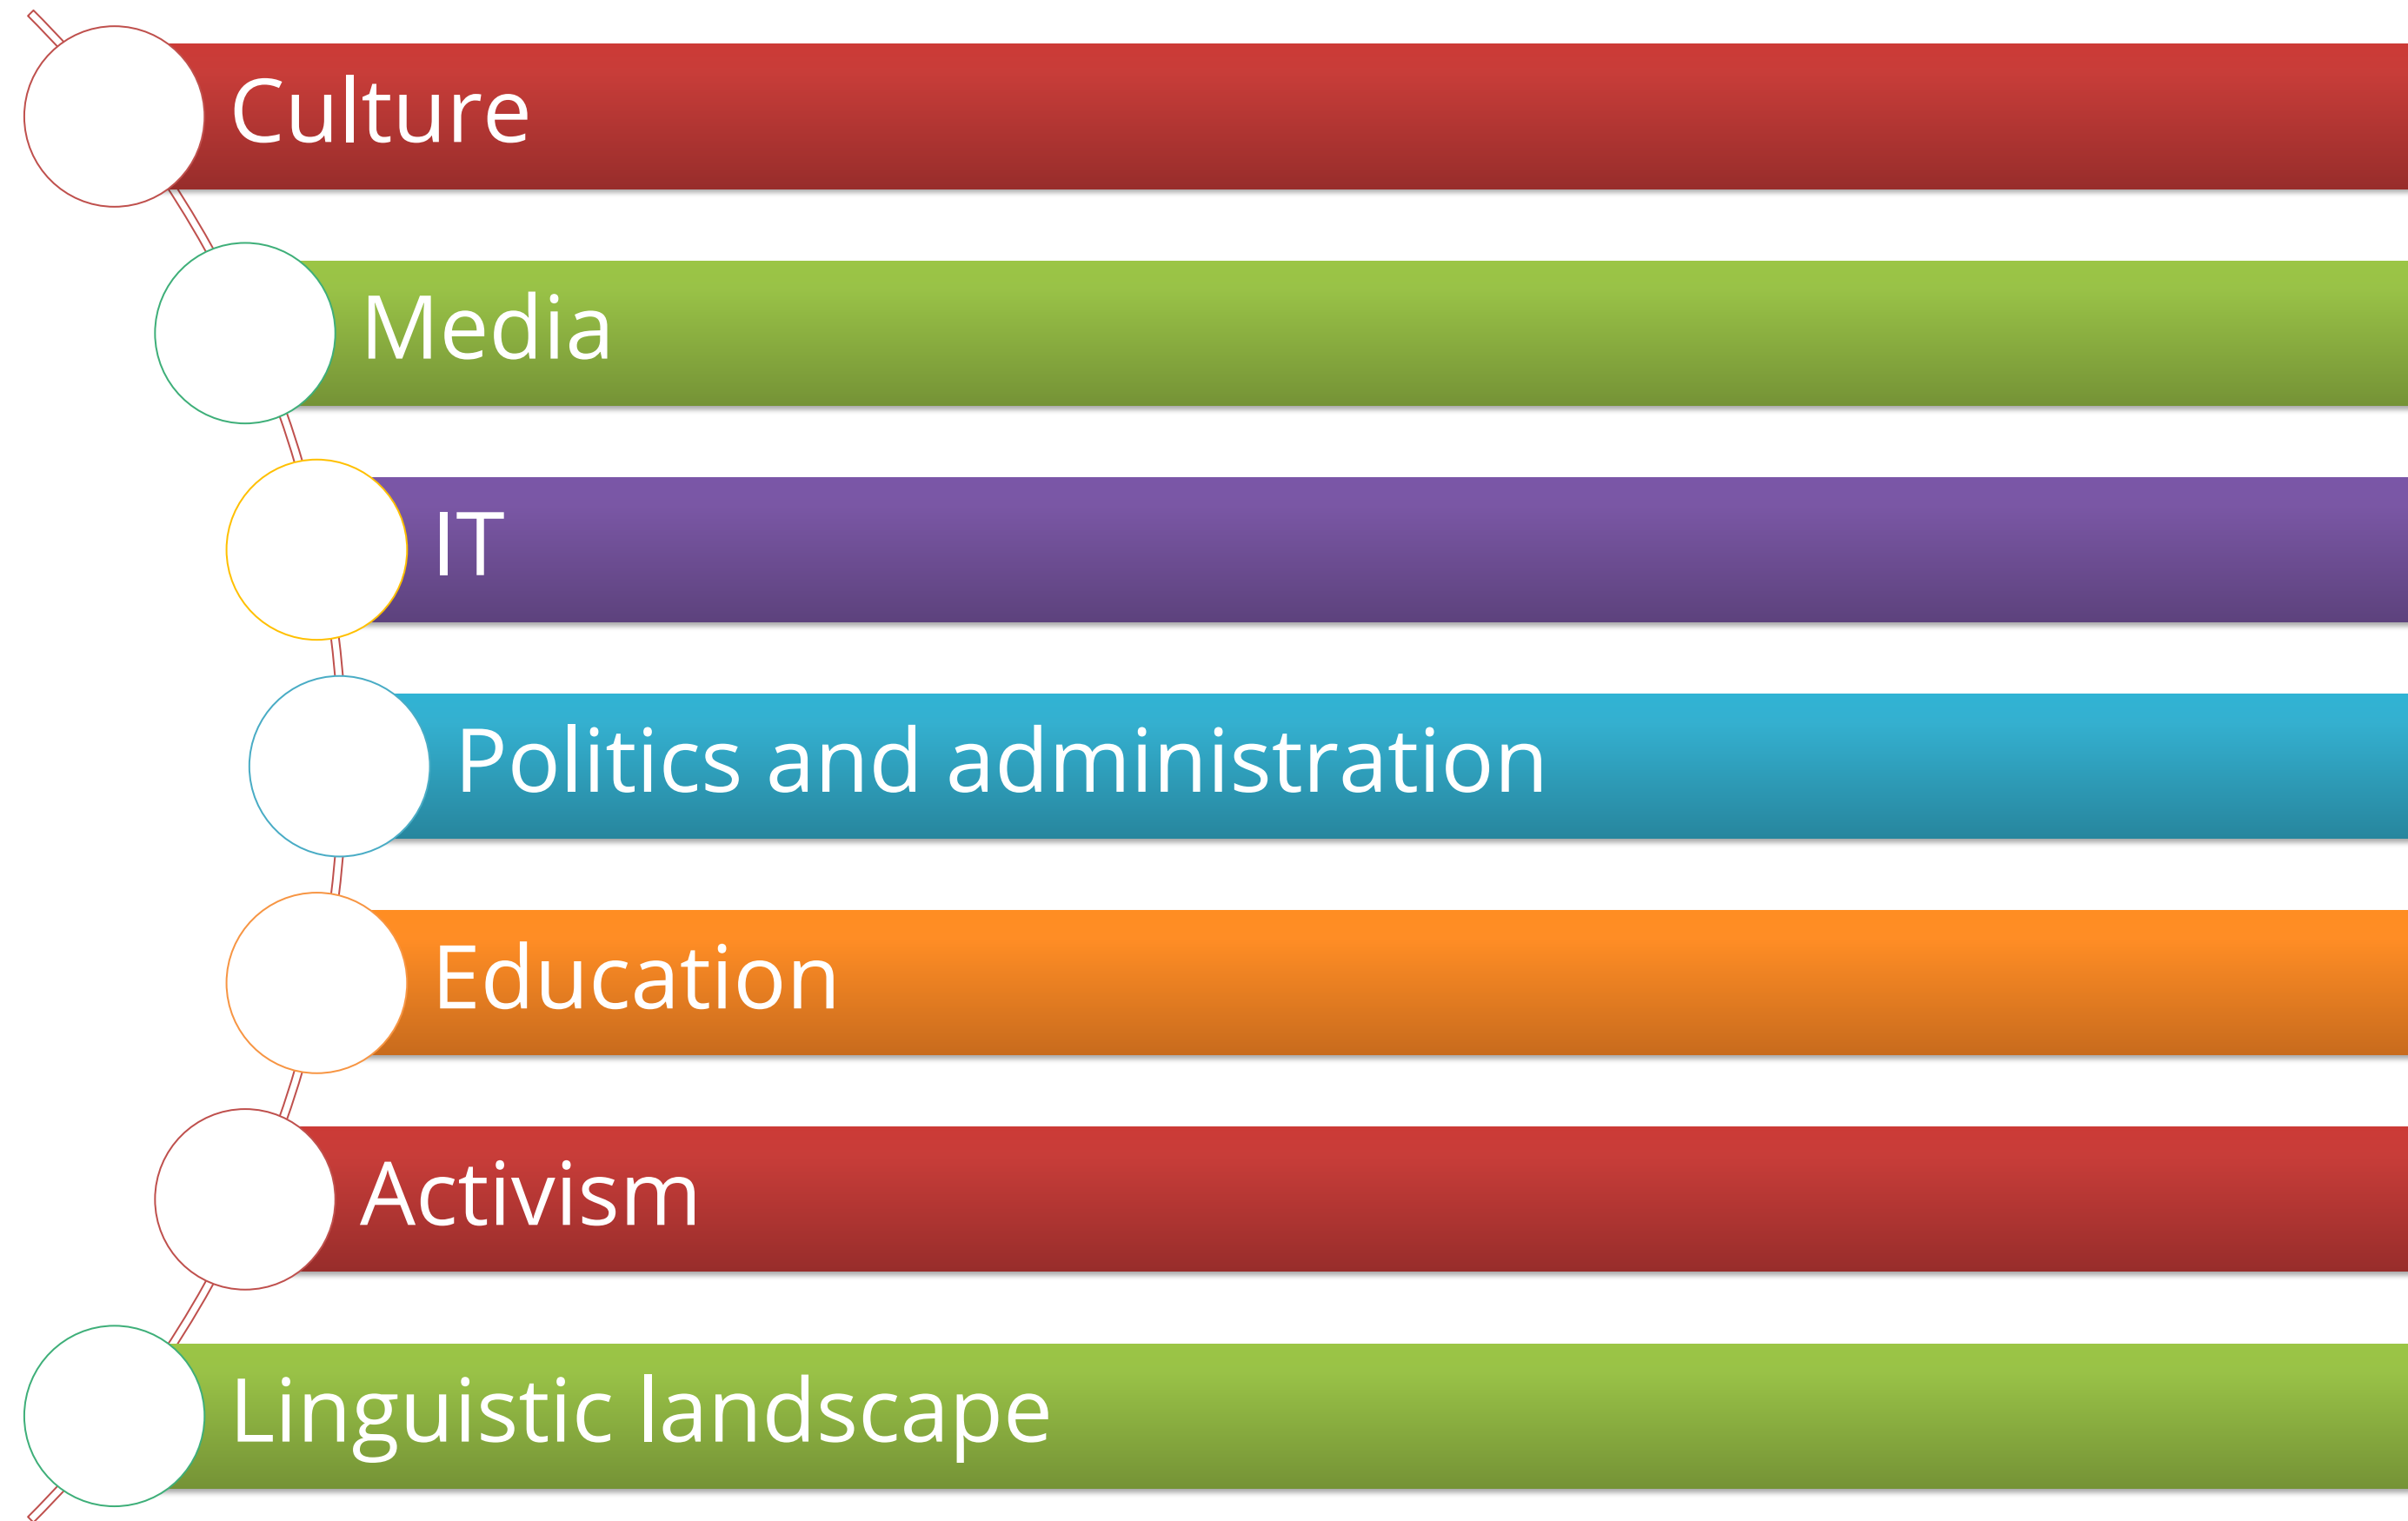 Culture
Media
IT
Politics and administration
Education
Activism
Linguistic landscape